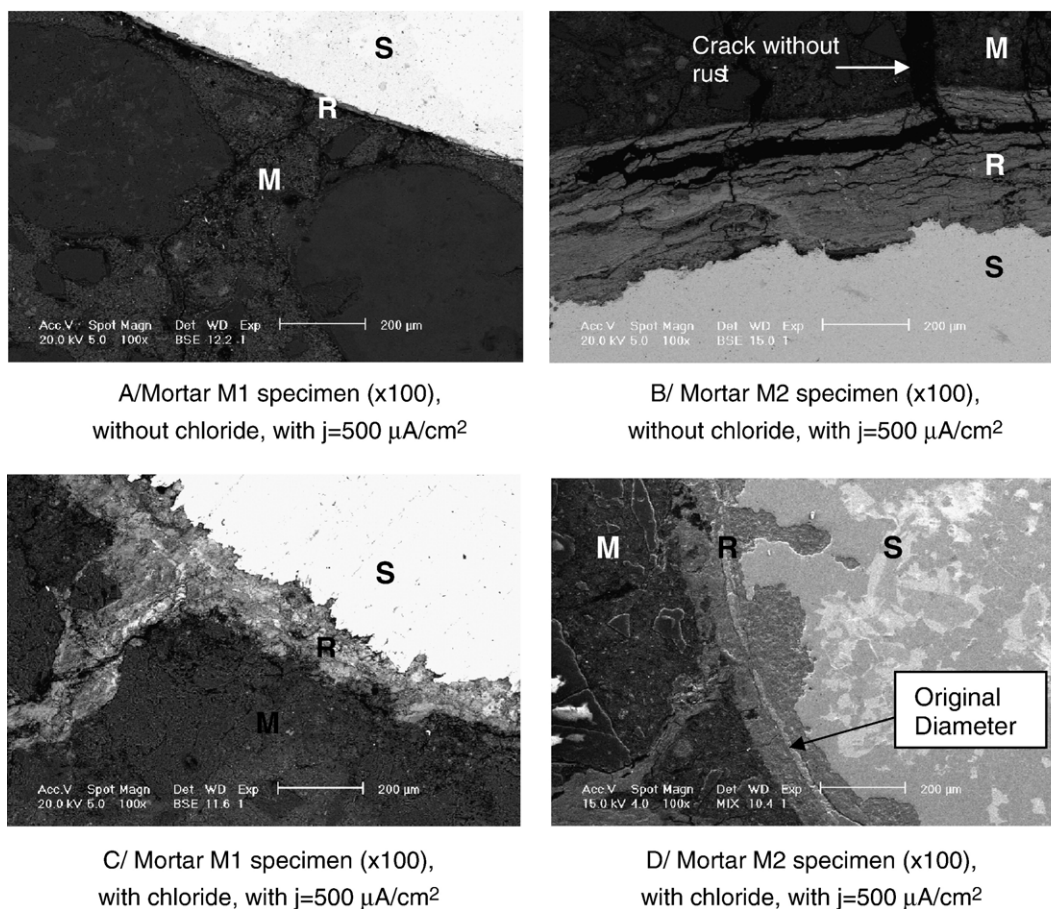 S
R
M
Acc.V Spot Magn Det WD Exp
20.0 kV 5.0 100x BSE 12.2 1
200 µm
Crack without
rust
M
R
S
Acc.V Spot Magn Det WD Exp
20.0 kV 5.0 100x BSE 15.0 1
200 µm
A/Mortar M1 specimen (x100),
without chloride, with j=500 µA/cm²
B/ Mortar M2 specimen (x100),
without chloride, with j=500 µA/cm²
S
R
M
Acc.V Spot Magn Det WD Exp
20.0 kV 5.0 100x BSE 11.6 1
200 µm
M
R
S
Original
Diameter
Acc.V Spot Magn Det WD Exp
15.0 kV 4.0 100x MIX 10.4 1
200 µm
C/ Mortar M1 specimen (x100),
with chloride, with j=500 µA/cm²
D/ Mortar M2 specimen (x100),
with chloride, with j=500 µA/cm²